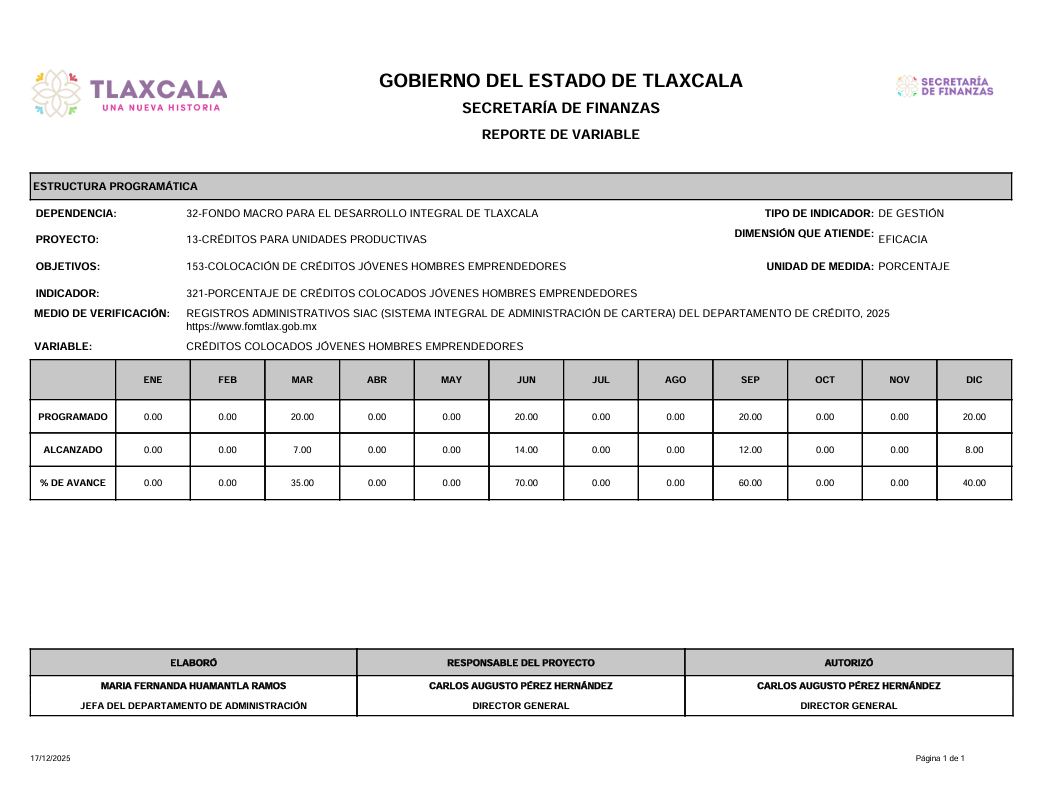 TLAXCALA
UNA NUEVA HISTORIA
GOBIERNO DEL ESTADO DE TLAXCALA
SECRETARÍA DE FINANZAS
REPORTE DE VARIABLE
SECRETARÍA
DE FINANZAS
ESTRUCTURA PROGRAMÁTICA
DEPENDENCIA: 32-FONDO MACRO PARA EL DESARROLLO INTEGRAL DE TLAXCALA TIPO DE INDICADOR: DE GESTIÓN
PROYECTO: 13-CRÉDITOS PARA UNIDADES PRODUCTIVAS DIMENSIÓN QUE ATIENDE: EFICACIA
OBJETIVOS: 153-COLOCACIÓN DE CRÉDITOS JÓVENES HOMBRES EMPRENDEDORES UNIDAD DE MEDIDA: PORCENTAJE
INDICADOR: 321-PORCENTAJE DE CRÉDITOS COLOCADOS JÓVENES HOMBRES EMPRENDEDORES
MEDIO DE VERIFICACIÓN: REGISTROS ADMINISTRATIVOS SIAC (SISTEMA INTEGRAL DE ADMINISTRACIÓN DE CARTERA) DEL DEPARTAMENTO DE CRÉDITO, 2025
https://www.fomtlax.gob.mx
VARIABLE: CRÉDITOS COLOCADOS JÓVENES HOMBRES EMPRENDEDORES
ENE FEB MAR ABR MAY JUN JUL AGO SEP OCT NOV DIC
PROGRAMADO 0.00 0.00 20.00 0.00 0.00 20.00 0.00 0.00 20.00 0.00 0.00 20.00
ALCANZADO 0.00 0.00 7.00 0.00 0.00 14.00 0.00 0.00 12.00 0.00 0.00 8.00
% DE AVANCE 0.00 0.00 35.00 0.00 0.00 70.00 0.00 0.00 60.00 0.00 0.00 40.00
ELABORÓ RESPONSABLE DEL PROYECTO AUTORIZÓ
MARIA FERNANDA HUAMANTLA RAMOS CARLOS AUGUSTO PÉREZ HERNÁNDEZ CARLOS AUGUSTO PÉREZ HERNÁNDEZ
JEFA DEL DEPARTAMENTO DE ADMINISTRACIÓN DIRECTOR GENERAL DIRECTOR GENERAL
17/12/2025 Página 1 de 1